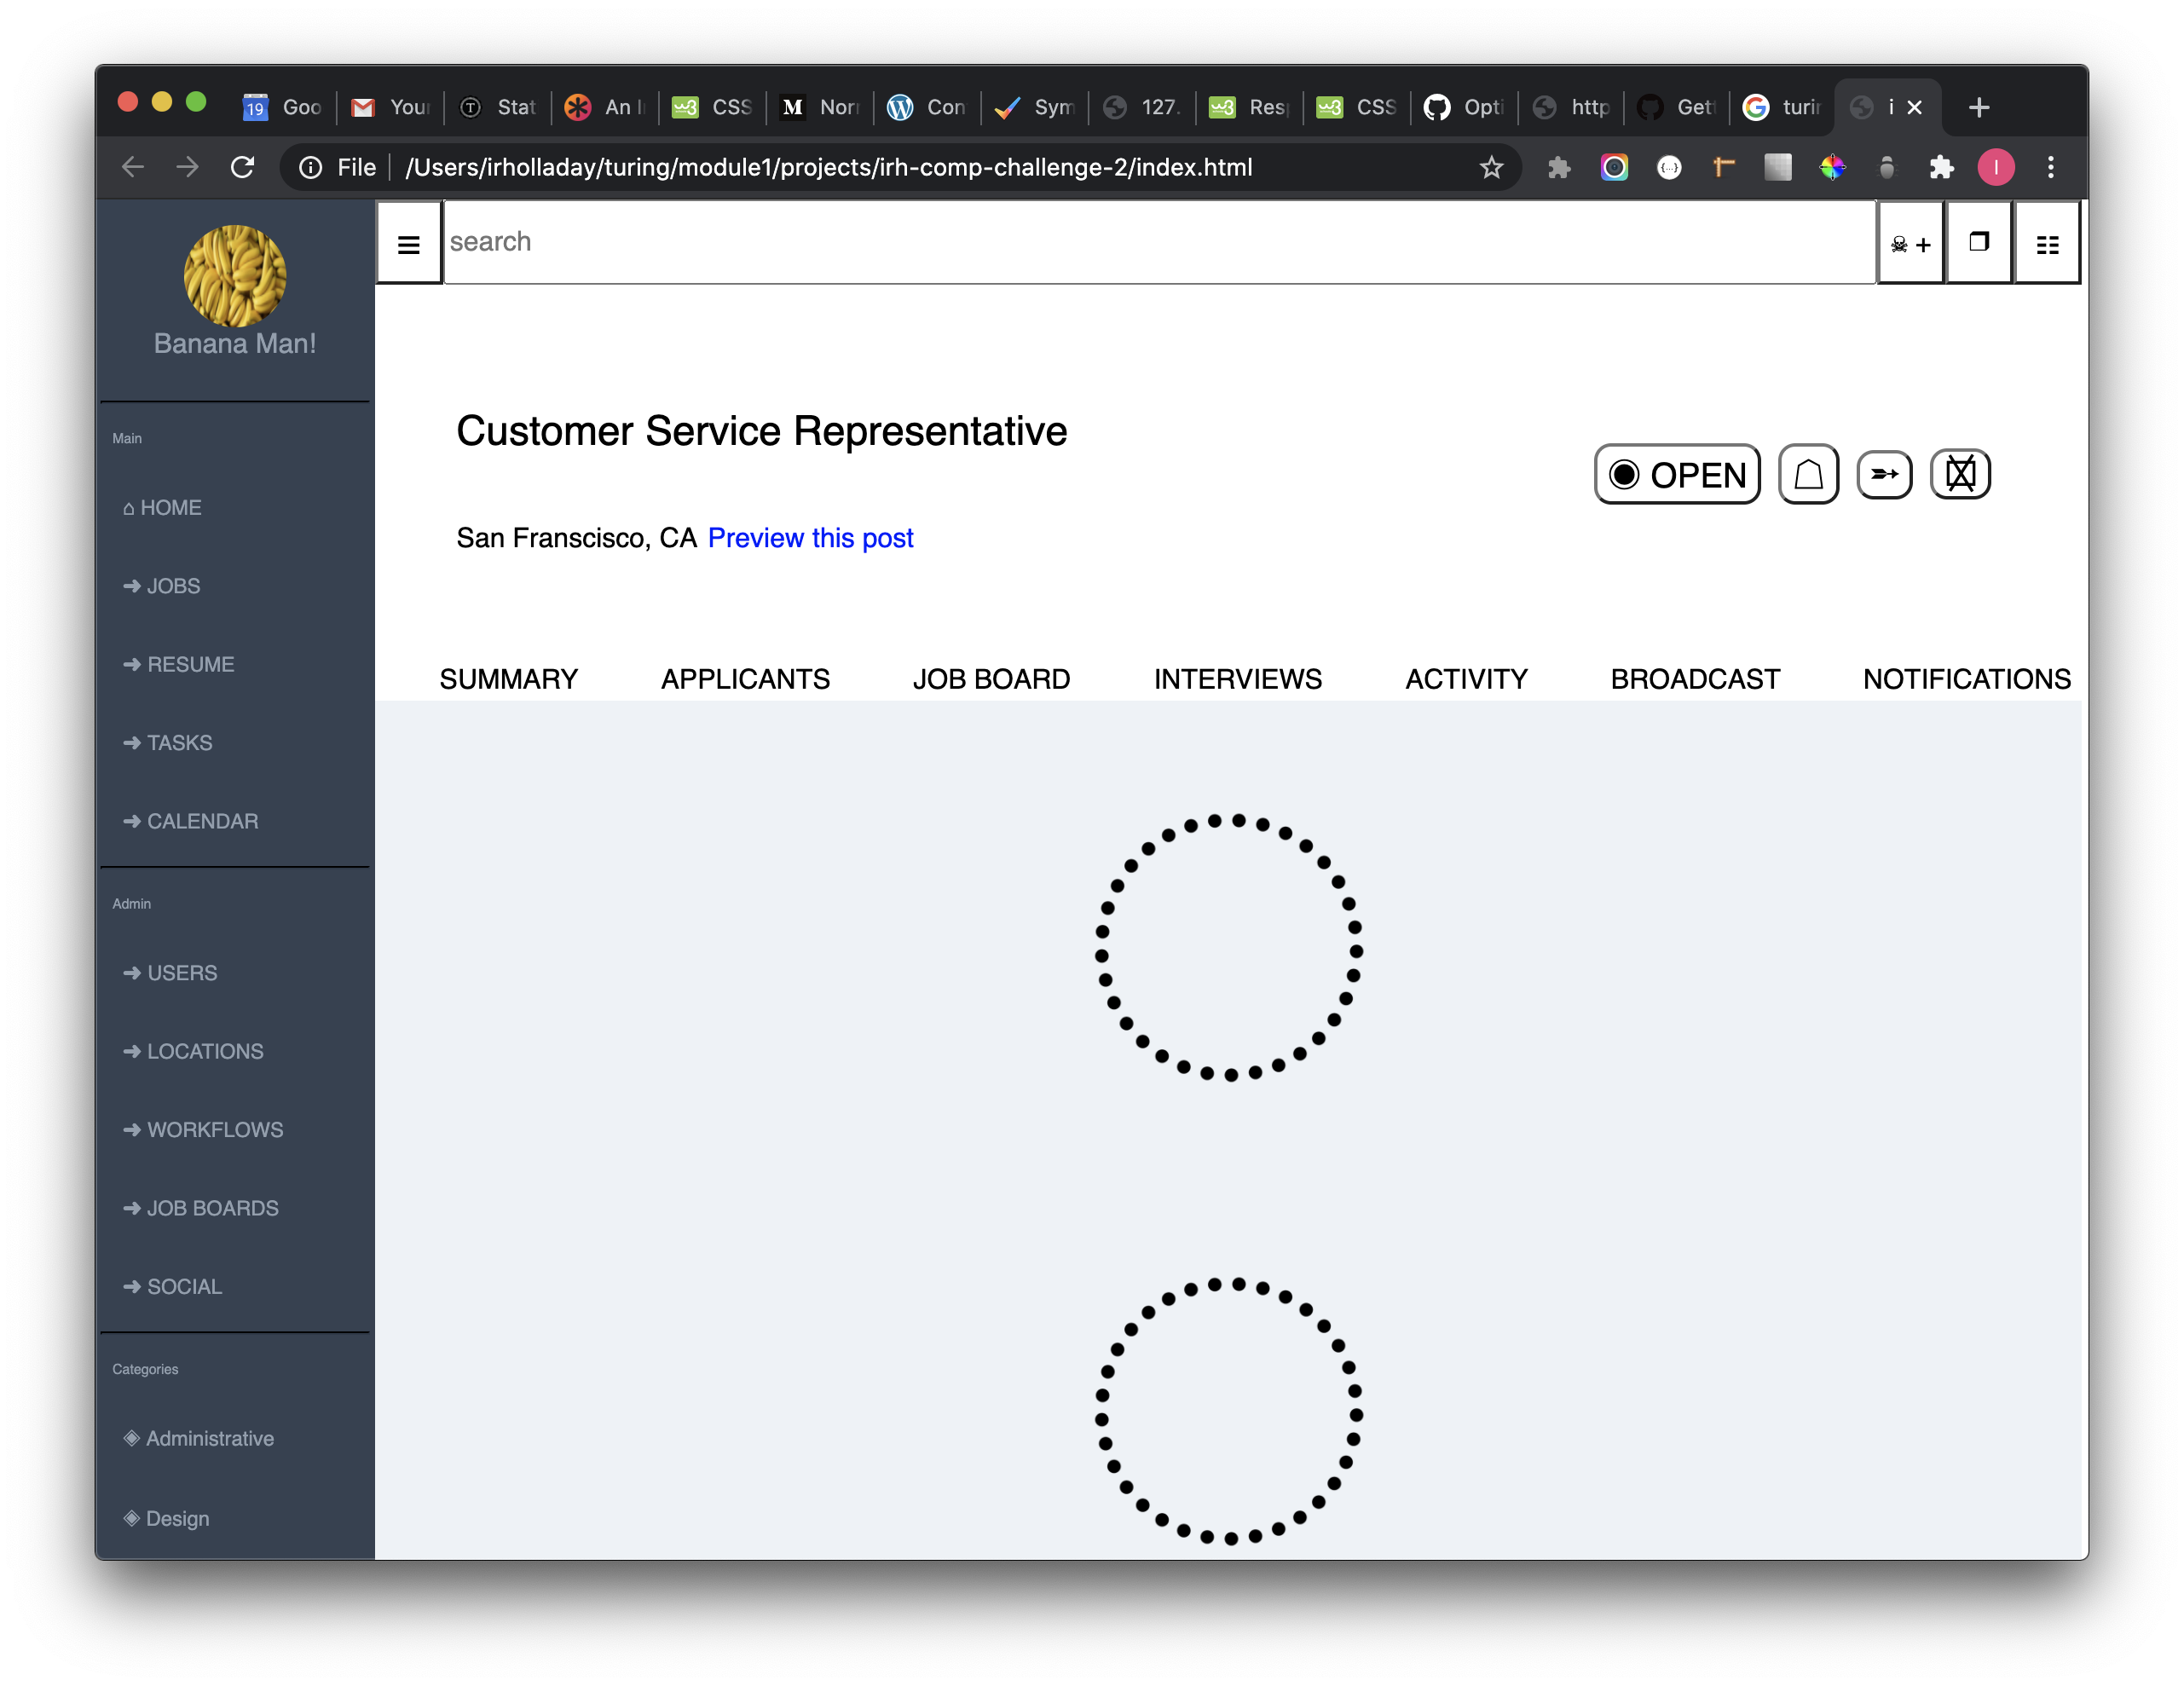 19 Goo
You
Stat
An I
CSS
M Nor
Con
Sym
127.
Res
CSS
Opti
http
Get
turi
i
File /Users/irholladay/turing/module1/projects/irh-comp-challenge-2/index.html
I
Banana Man!
search
☠ +
Customer Service Representative
OPEN
San Franscisco, CA Preview this post
SUMMARY APPLICANTS JOB BOARD INTERVIEWS ACTIVITY BROADCAST NOTIFICATIONS
Main
⌂ HOME
➔ JOBS
➔ RESUME
➔ TASKS
➔ CALENDAR
Admin
➔ USERS
➔ LOCATIONS
➔ WORKFLOWS
➔ JOB BOARDS
➔ SOCIAL
Categories
◈ Administrative
◈ Design